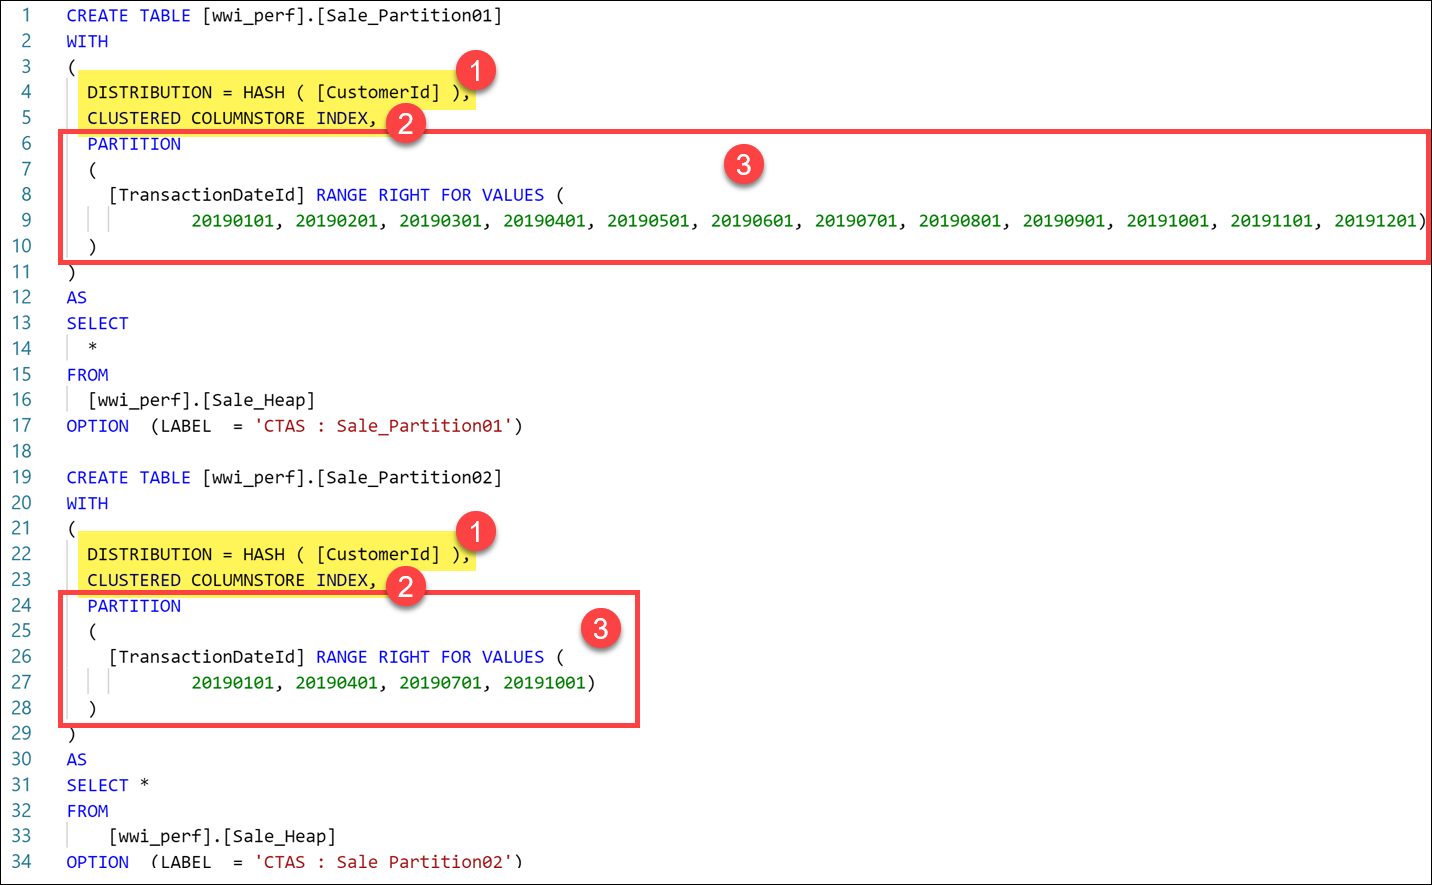 1 CREATE TABLE [wwi_perf].[Sale_Partition01]
2 WITH
3 (
4 DISTRIBUTION = HASH ( [CustomerId] ), 1
5 CLUSTERED COLUMNSTORE INDEX, 2
6 PARTITION
7 ( 3
8 [TransactionDateId] RANGE RIGHT FOR VALUES (
9 20190101, 20190201, 20190301, 20190401, 20190501, 20190601, 20190701, 20190801, 20190901, 20191001, 20191101, 20191201)
10 )
11 )
12 AS
13 SELECT
14 *
15 FROM
16 [wwi_perf].[Sale_Heap]
17 OPTION (LABEL = 'CTAS : Sale_Partition01')
18
19 CREATE TABLE [wwi_perf].[Sale_Partition02]
20 WITH
21 (
22 DISTRIBUTION = HASH ( [CustomerId] ), 1
23 CLUSTERED COLUMNSTORE INDEX, 2
24 PARTITION
25 ( 3
26 [TransactionDateId] RANGE RIGHT FOR VALUES (
27 20190101, 20190401, 20190701, 20191001)
28 )
29 )
30 AS
31 SELECT *
32 FROM
33 [wwi_perf].[Sale_Heap]
34 OPTION (LABEL = 'CTAS : Sale Partition02')